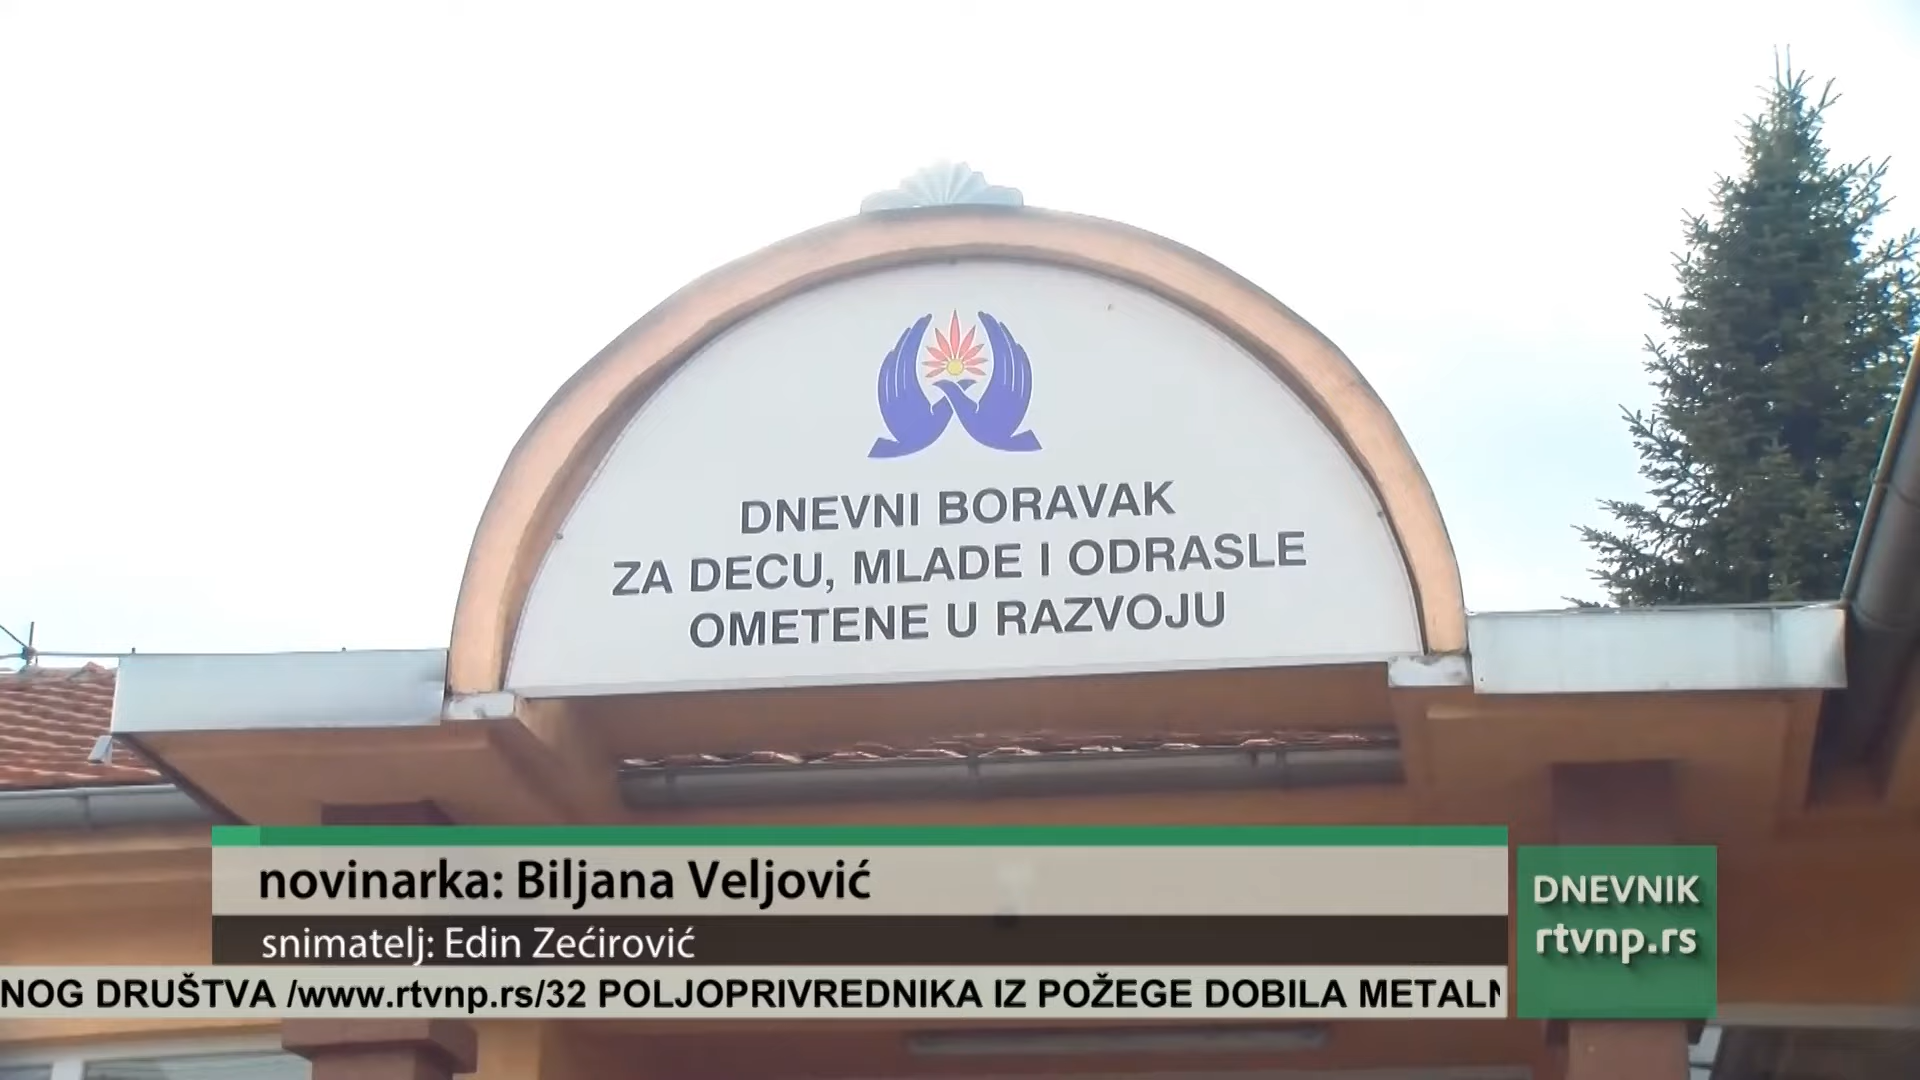 DNEVNI BORAVAK
ZA DECU, MLADE I ODRASLE
OMETENE U RAZVOJU
novinarka: Biljana Veljović
snimatelj: Edin Zećirović
DNEVNIK
rtvnp.rs
NOG DRUŠTVA /www.rtvnp.rs/32 POLJOPRIVREDNIKA IZ POŽEGE DOBILA METALN